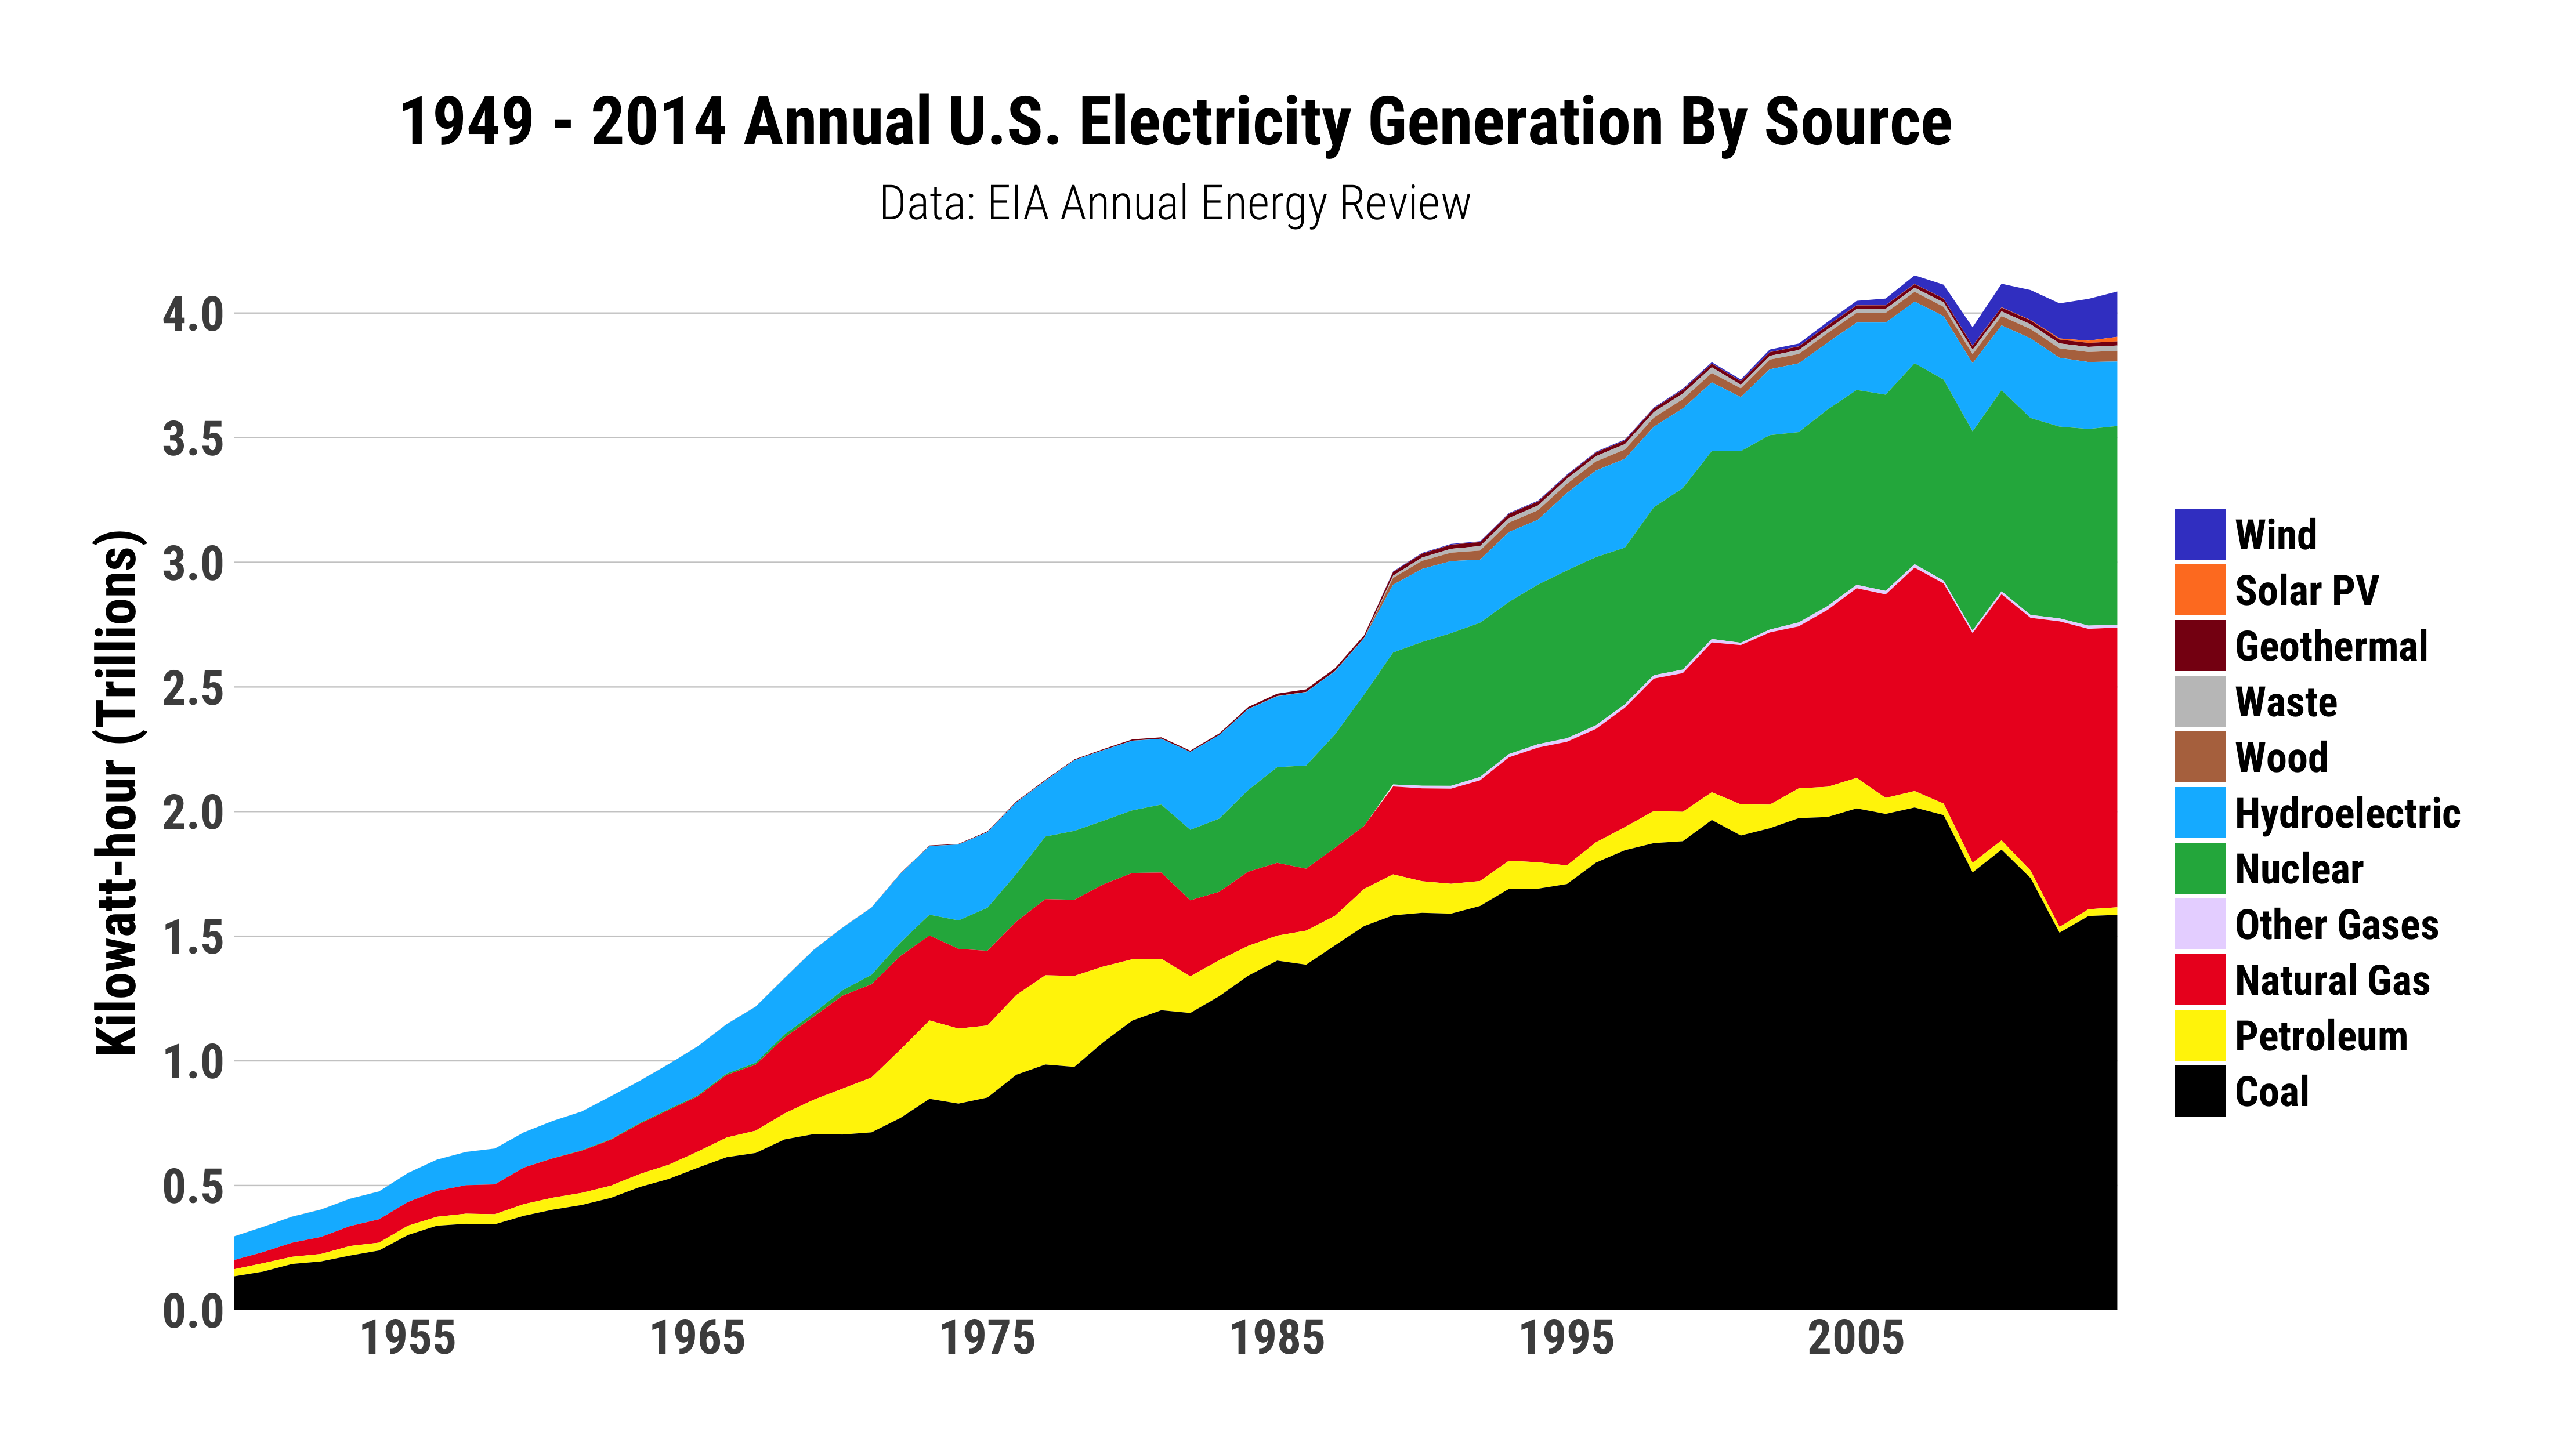 1949 - 2014 Annual U.S. Electricity Generation By Source
Data: EIA Annual Energy Review
Kilowatt-hour (Trillions)
4.0
3.5
3.0
2.5
2.0
1.5
1.0
0.5
0.0
1955 1965 1975 1985 1995 2005
Wind
Solar PV
Geothermal
Waste
Wood
Hydroelectric
Nuclear
Other Gases
Natural Gas
Petroleum
Coal